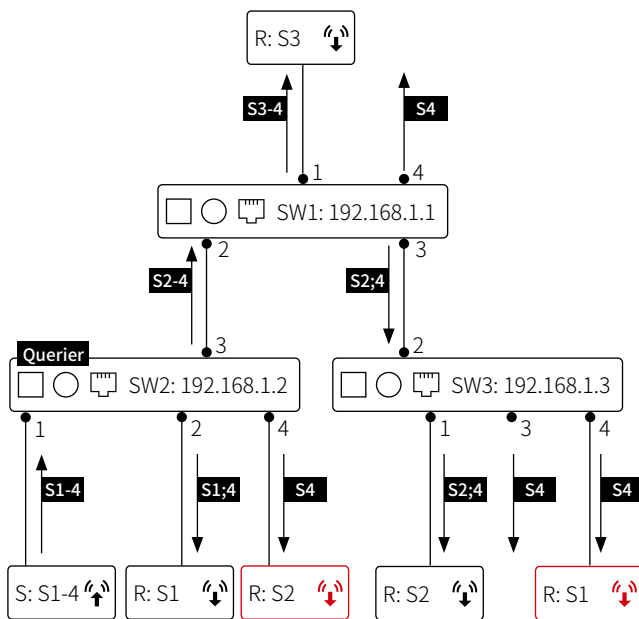 R: S3
S3-4
S4
1
4
SW1: 192.168.1.1
2
3
S2-4
S2;4
Querier
3
2
SW2: 192.168.1.2
SW3: 192.168.1.3
1
2
4
1
3
4
S1-4
S1;4
S4
S2;4
S4
S4
S: S1-4
R: S1
R: S2
R: S2
R: S1